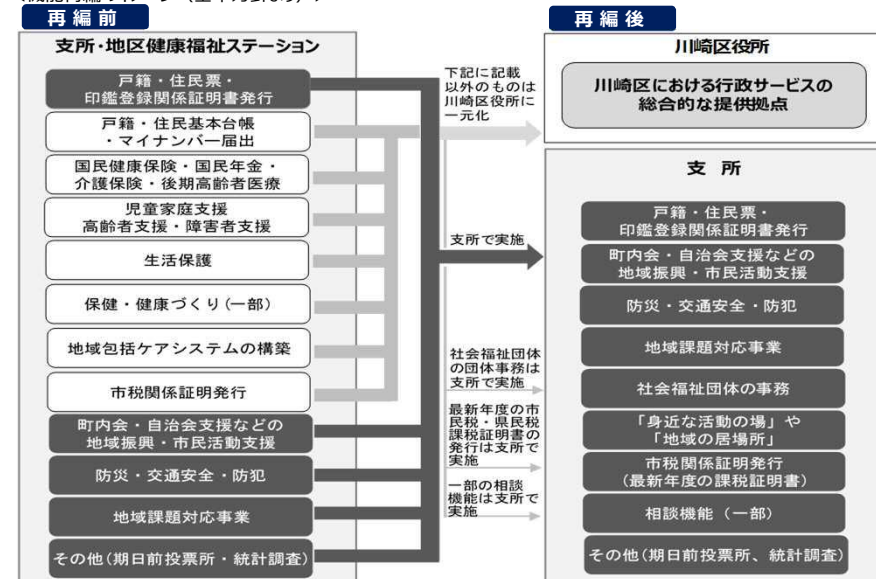 再編前
支所・地区健康福祉ステーション
戸籍・住民票・
印鑑登録関係証明書発行
戸籍・住民基本台帳
・マイナンバー届出
国民健康保険・国民年金・
介護保険・後期高齢者医療
児童家庭支援
高齢者支援・障害者支援
生活保護
保健・健康づくり(一部)
地域包括ケアシステムの構築
市税関係証明発行
町内会・自治会支援などの
地域振興・市民活動支援
防災・交通安全・防犯
地域課題対応事業
その他(期日前投票所・統計調査)
下記に記載
以外のものは
川崎区役所に
一元化
支所で実施
社会福祉団体
の団体事務は
支所で実施
最新年度の市
民税・県民税
課税証明書の
発行は支所で
実施
一部の相談
機能は支所で
実施
再編後
川崎区役所
川崎区における行政サービスの
総合的な提供拠点
支所
戸籍・住民票・
印鑑登録関係証明書発行
町内会・自治会支援などの
地域振興・市民活動支援
防災・交通安全・防犯
地域課題対応事業
社会福祉団体の事務
「身近な活動の場」や
「地域の居場所」
市税関係証明発行
(最新年度の課税証明書)
相談機能(一部)
その他(期日前投票所、統計調査)